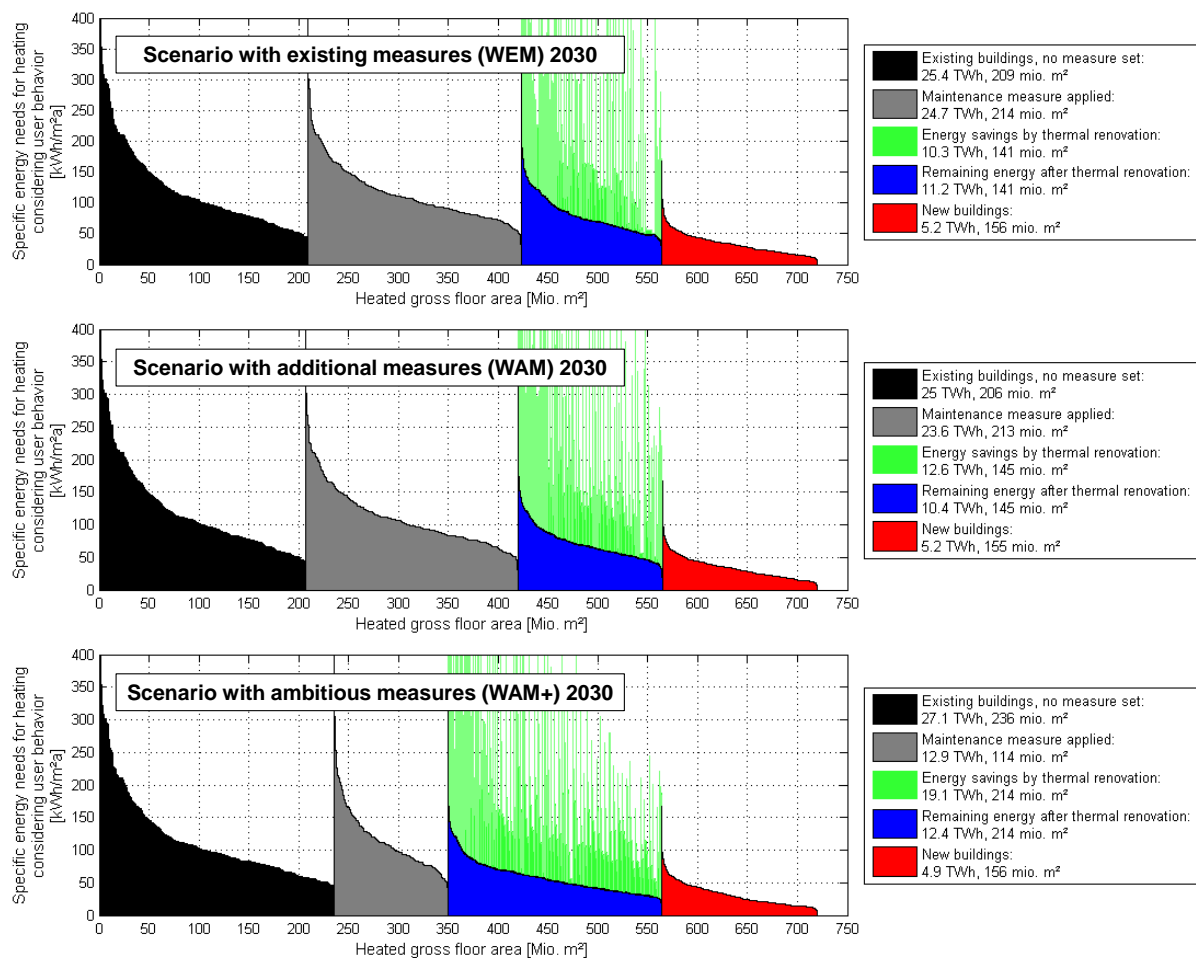 Scenario with existing measures (WEM) 2030
Specific energy needs for heating
considering user behavior
[kWh/m²a]
400
350
300
250
200
150
100
50
0
0 50 100 150 200 250 300 350 400 450 500 550 600 650 700 750
Heated gross floor area [Mio. m²]
Existing buildings, no measure set:
25.4 TWh, 209 mio. m²
Maintenance measure applied:
24.7 TWh, 214 mio. m²
Energy savings by thermal renovation:
10.3 TWh, 141 mio. m²
Remaining energy after thermal renovation:
11.2 TWh, 141 mio. m²
New buildings:
5.2 TWh, 156 mio. m²
Scenario with additional measures (WAM) 2030
Specific energy needs for heating
considering user behavior
[kWh/m²a]
400
350
300
250
200
150
100
50
0
0 50 100 150 200 250 300 350 400 450 500 550 600 650 700 750
Heated gross floor area [Mio. m²]
Existing buildings, no measure set:
25 TWh, 206 mio. m²
Maintenance measure applied:
23.6 TWh, 213 mio. m²
Energy savings by thermal renovation:
12.6 TWh, 145 mio. m²
Remaining energy after thermal renovation:
10.4 TWh, 145 mio. m²
New buildings:
5.2 TWh, 155 mio. m²
Scenario with ambitious measures (WAM+) 2030
Specific energy needs for heating
considering user behavior
[kWh/m²a]
400
350
300
250
200
150
100
50
0
0 50 100 150 200 250 300 350 400 450 500 550 600 650 700 750
Heated gross floor area [Mio. m²]
Existing buildings, no measure set:
27.1 TWh, 236 mio. m²
Maintenance measure applied:
12.9 TWh, 114 mio. m²
Energy savings by thermal renovation:
19.1 TWh, 214 mio. m²
Remaining energy after thermal renovation:
12.4 TWh, 214 mio. m²
New buildings:
4.9 TWh, 156 mio. m²